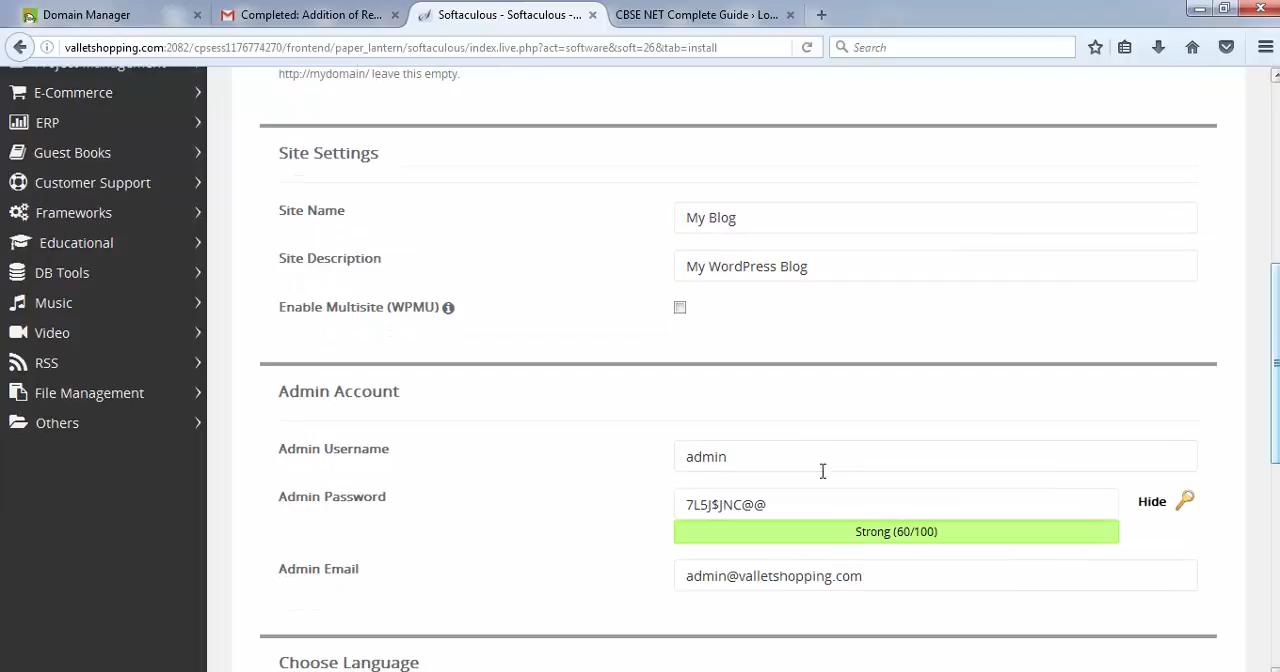 Domain Manager
Completed: Addition of Re...
Softaculous - Softaculous -...
CBSE NET Complete Guide › Lo...
valletshopping.com:2082/cpsess1176774270/frontend/paper_lantern/softaculous/index.live.php?act=software&soft=26&tab=install
Search
http://mydomain/ leave this empty.
E-Commerce
ERP
Guest Books
Customer Support
Frameworks
Educational
DB Tools
Music
Video
RSS
File Management
Others
Site Settings
Site Name
My Blog
Site Description
My WordPress Blog
Enable Multisite (WPMU)
Admin Account
Admin Username
admin
Admin Password
7L5J$JNC@@
Hide
Strong (60/100)
Admin Email
admin@valletshopping.com
Choose Language